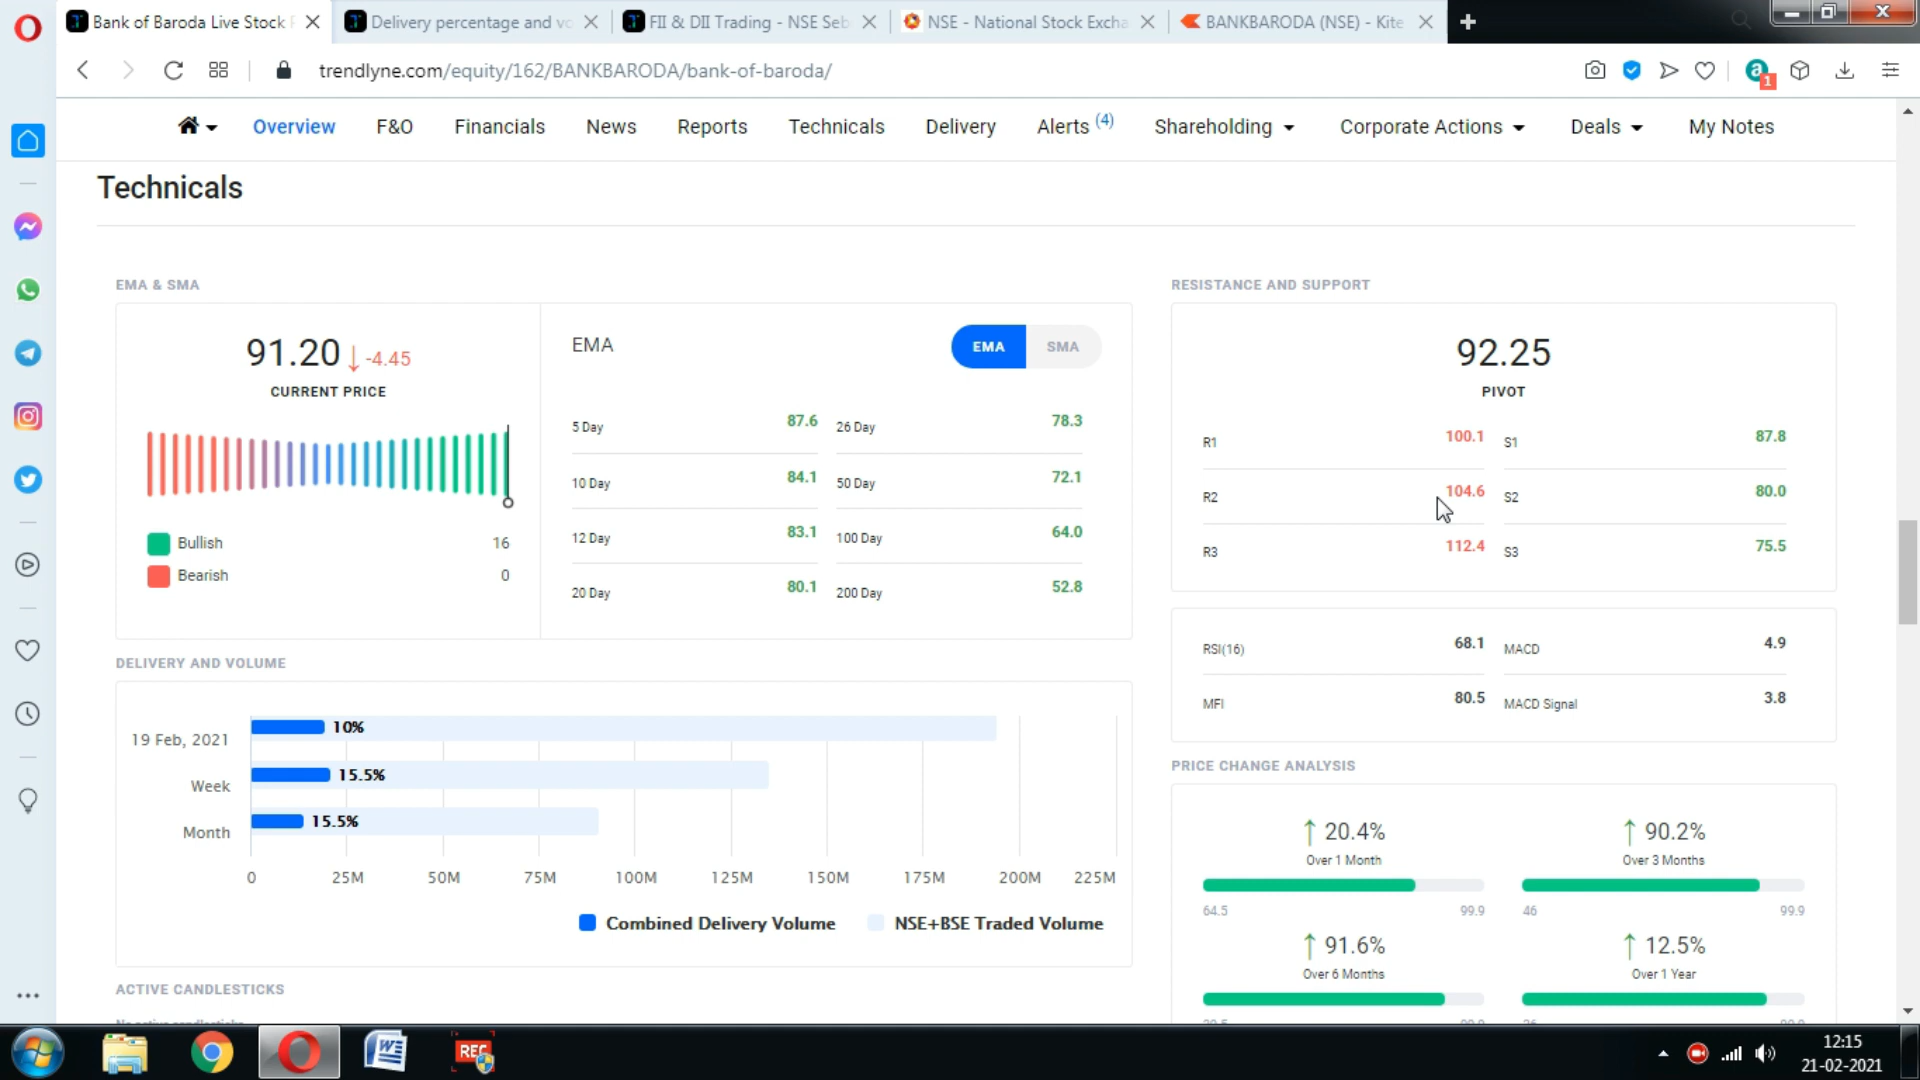 Bank of Baroda Live Stock P
Delivery percentage and vo
FII & DII Trading - NSE Seb
NSE - National Stock Excha
BANKBARODA (NSE) - Kite
trendlyne.com/equity/162/BANKBARODA/bank-of-baroda/
a 1
Overview F&O Financials News Reports Technicals Delivery Alerts (4) Shareholding Corporate Actions Deals My Notes
Technicals
EMA & SMA
91.20 ↓ -4.45
CURRENT PRICE
Bullish 16
Bearish 0
EMA
EMA SMA
5 Day 87.6 26 Day 78.3
10 Day 84.1 50 Day 72.1
12 Day 83.1 100 Day 64.0
20 Day 80.1 200 Day 52.8
RESISTANCE AND SUPPORT
92.25
PIVOT
R1 100.1 S1 87.8
R2 104.6 S2 80.0
R3 112.4 S3 75.5
RSI(16) 68.1 MACD 4.9
MFI 80.5 MACD Signal 3.8
DELIVERY AND VOLUME
19 Feb, 2021 10%
Week 15.5%
Month 15.5%
0 25M 50M 75M 100M 125M 150M 175M 200M 225M
Combined Delivery Volume NSE+BSE Traded Volume
PRICE CHANGE ANALYSIS
↑ 20.4% ↑ 90.2%
Over 1 Month Over 3 Months
64.5 99.9 46 99.9
↑ 91.6% ↑ 12.5%
Over 6 Months Over 1 Year
ACTIVE CANDLESTICKS
REC
12:15
21-02-2021